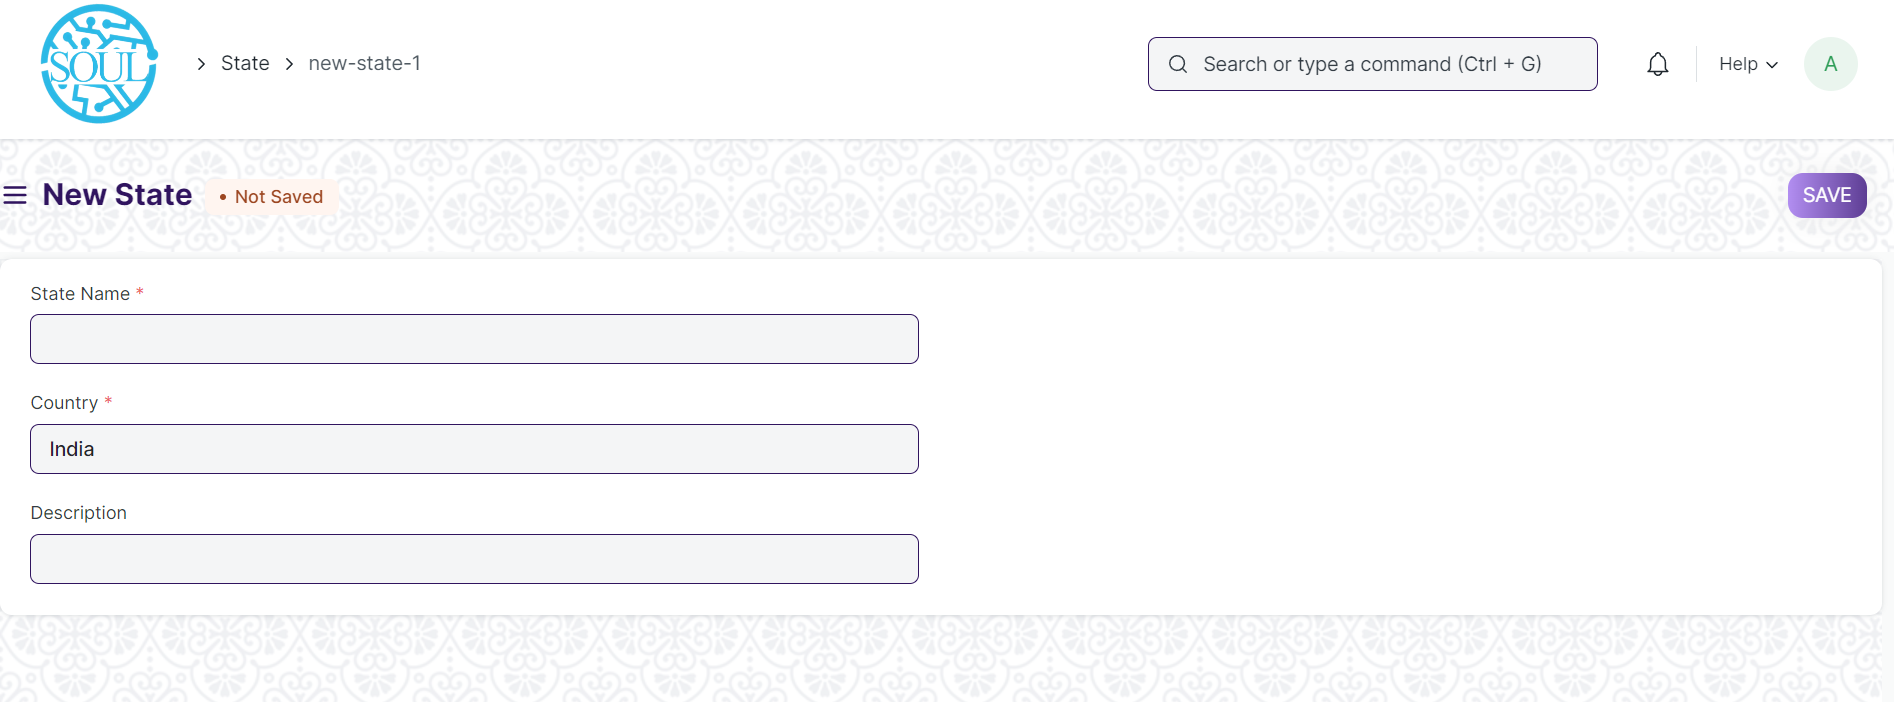 SOUL
State new-state-1
Search or type a command (Ctrl + G)
Help
A
New State
• Not Saved
SAVE
State Name *
Country *
India
Description